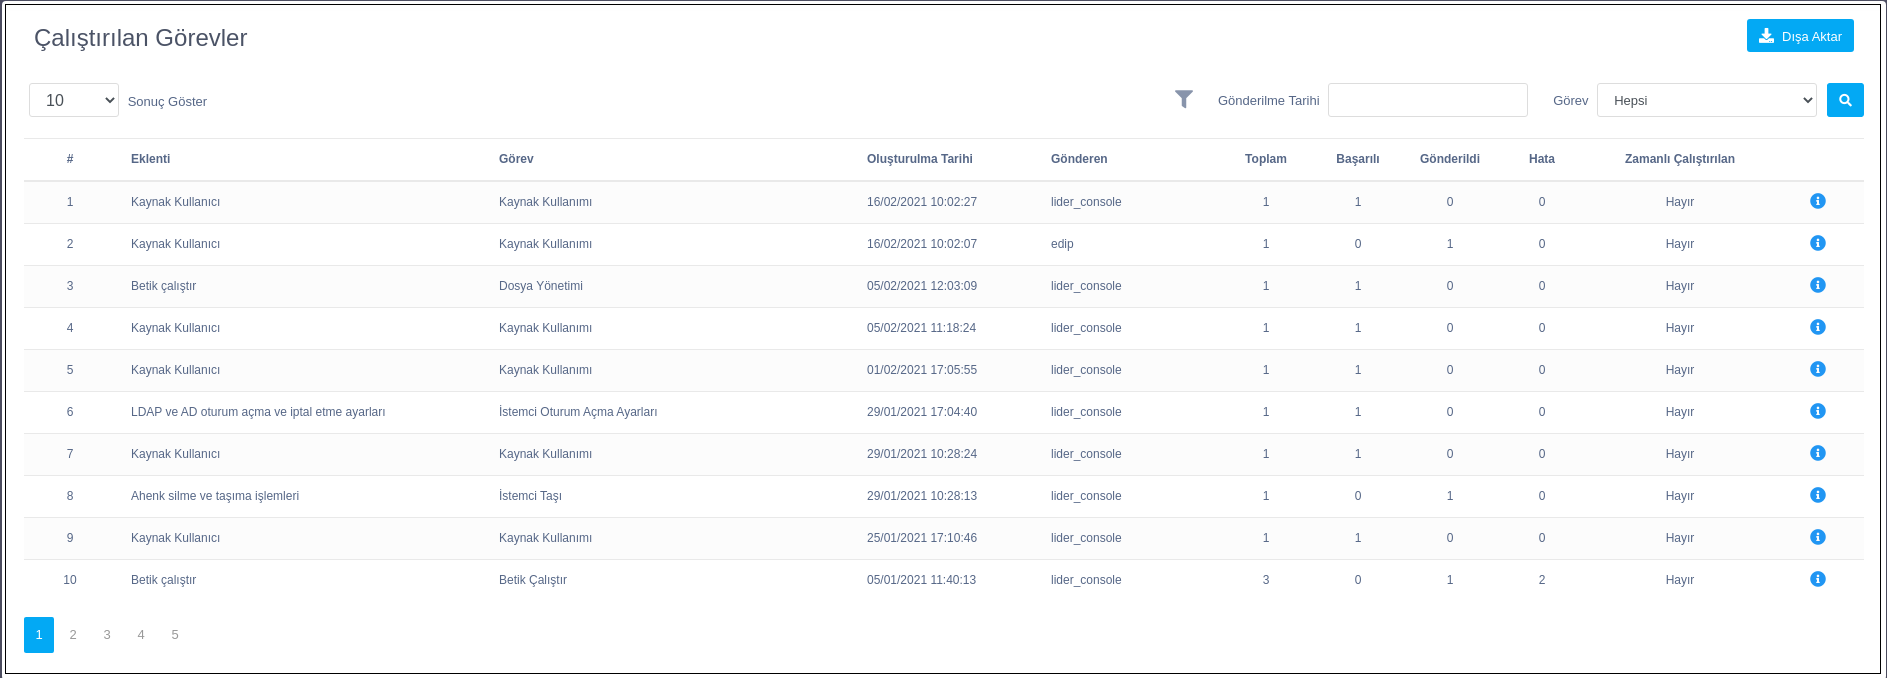 Çalıştırılan Görevler
Dışa Aktar
10 Sonuç Göster Gönderilme Tarihi Görev Hepsi
# Eklenti Görev Oluşturulma Tarihi Gönderen Toplam Başarılı Gönderildi Hata Zamanlı Çalıştırılan
1 Kaynak Kullanıcı Kaynak Kullanımı 16/02/2021 10:02:27 lider_console 1 1 0 0 Hayır
2 Kaynak Kullanıcı Kaynak Kullanımı 16/02/2021 10:02:07 edip 1 0 1 0 Hayır
3 Betik çalıştır Dosya Yönetimi 05/02/2021 12:03:09 lider_console 1 1 0 0 Hayır
4 Kaynak Kullanıcı Kaynak Kullanımı 05/02/2021 11:18:24 lider_console 1 1 0 0 Hayır
5 Kaynak Kullanıcı Kaynak Kullanımı 01/02/2021 17:05:55 lider_console 1 1 0 0 Hayır
6 LDAP ve AD oturum açma ve iptal etme ayarları İstemci Oturum Açma Ayarları 29/01/2021 17:04:40 lider_console 1 1 0 0 Hayır
7 Kaynak Kullanıcı Kaynak Kullanımı 29/01/2021 10:28:24 lider_console 1 1 0 0 Hayır
8 Ahenk silme ve taşıma işlemleri İstemci Taşı 29/01/2021 10:28:13 lider_console 1 0 1 0 Hayır
9 Kaynak Kullanıcı Kaynak Kullanımı 25/01/2021 17:10:46 lider_console 1 1 0 0 Hayır
10 Betik çalıştır Betik Çalıştır 05/01/2021 11:40:13 lider_console 3 0 1 2 Hayır
1 2 3 4 5